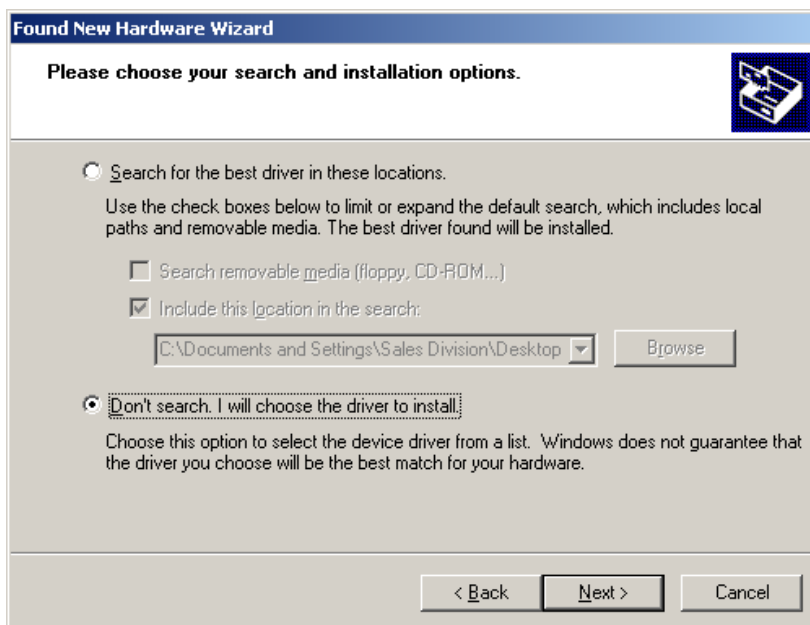 Found New Hardware Wizard
Please choose your search and installation options.
Search for the best driver in these locations.
Use the check boxes below to limit or expand the default search, which includes local
paths and removable media. The best driver found will be installed.
Search removable media (floppy, CD-ROM...)
Include this location in the search:
C:\Documents and Settings\Sales Division\Desktop
Browse
Don't search. I will choose the driver to install.
Choose this option to select the device driver from a list.  Windows does not guarantee that
the driver you choose will be the best match for your hardware.
< Back
Next >
Cancel